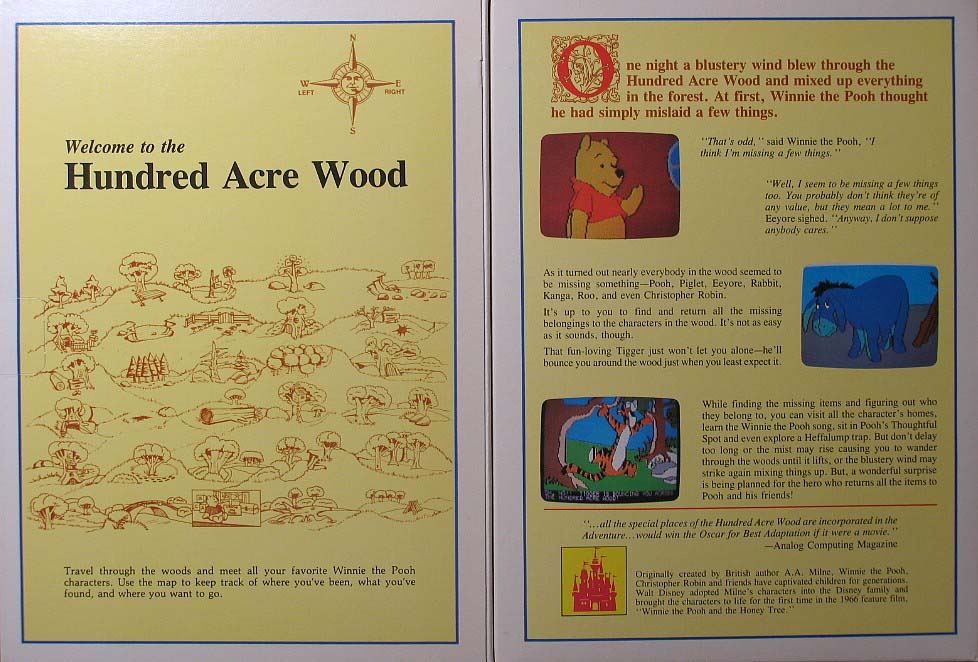 N
W
LEFT
E
RIGHT
S
Welcome to the
Hundred Acre Wood
Travel through the woods and meet all your favorite Winnie the Pooh
characters. Use the map to keep track of where you've been, what you've
found, and where you want to go.
One night a blustery wind blew through the
Hundred Acre Wood and mixed up everything
in the forest. At first, Winnie the Pooh thought
he had simply mislaid a few things.
"That's odd," said Winnie the Pooh, "I
think I'm missing a few things."
"Well, I seem to be missing a few things
too. You probably don't think they're of
any value, but they mean a lot to me."
Eeyore sighed. "Anyway, I don't suppose
anybody cares."
As it turned out nearly everybody in the wood seemed to
be missing something—Pooh, Piglet, Eeyore, Rabbit,
Kanga, Roo, and even Christopher Robin.
It's up to you to find and return all the missing
belongings to the characters in the wood. It's not as easy
as it sounds, though.
That fun-loving Tigger just won't let you alone—he'll
bounce you around the wood just when you least expect it.
While finding the missing items and figuring out who
they belong to, you can visit all the character's homes,
learn the Winnie the Pooh song, sit in Pooh's Thoughtful
Spot and even explore a Heffalump trap. But don't delay
too long or the mist may rise causing you to wander
through the woods until it lifts, or the blustery wind may
strike again mixing things up. But, a wonderful surprise
is being planned for the hero who returns all the items to
Pooh and his friends!
TIGGER IS BOUNCING YOU ACROSS
THE HUNDRED ACRE WOOD!
"...all the special places of the Hundred Acre Wood are incorporated in the
Adventure...would win the Oscar for Best Adaptation if it were a movie."
—Analog Computing Magazine
Originally created by British author A.A. Milne, Winnie the Pooh,
Christopher Robin and friends have captivated children for generations.
Walt Disney adopted Milne's characters into the Disney family and
brought the characters to life for the first time in the 1966 feature film,
"Winnie the Pooh and the Honey Tree."